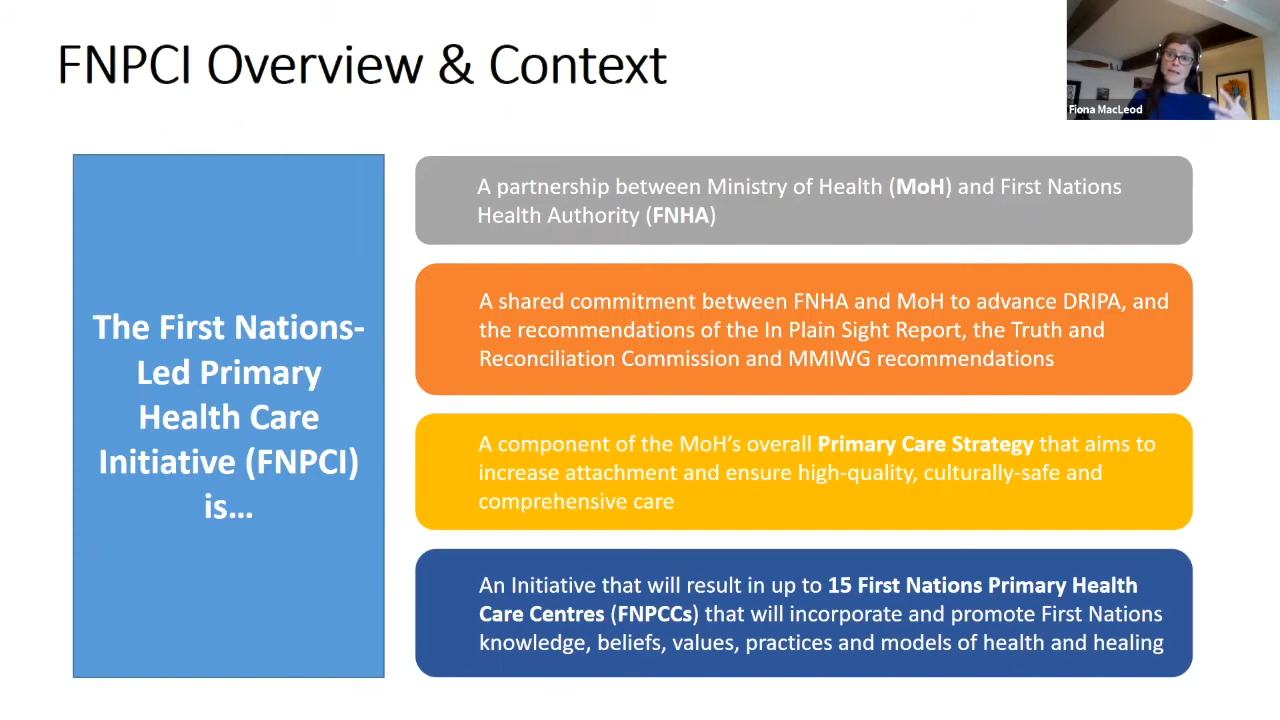 FNPCI Overview & Context
Fiona MacLeod
The First Nations-
Led Primary
Health Care
Initiative (FNPCI)
is...
A partnership between Ministry of Health (MoH) and First Nations
Health Authority (FNHA)
A shared commitment between FNHA and MoH to advance DRIPA, and
the recommendations of the In Plain Sight Report, the Truth and
Reconciliation Commission and MMIWG recommendations
A component of the MoH's overall Primary Care Strategy that aims to
increase attachment and ensure high-quality, culturally-safe and
comprehensive care
An Initiative that will result in up to 15 First Nations Primary Health
Care Centres (FNPCCs) that will incorporate and promote First Nations
knowledge, beliefs, values, practices and models of health and healing